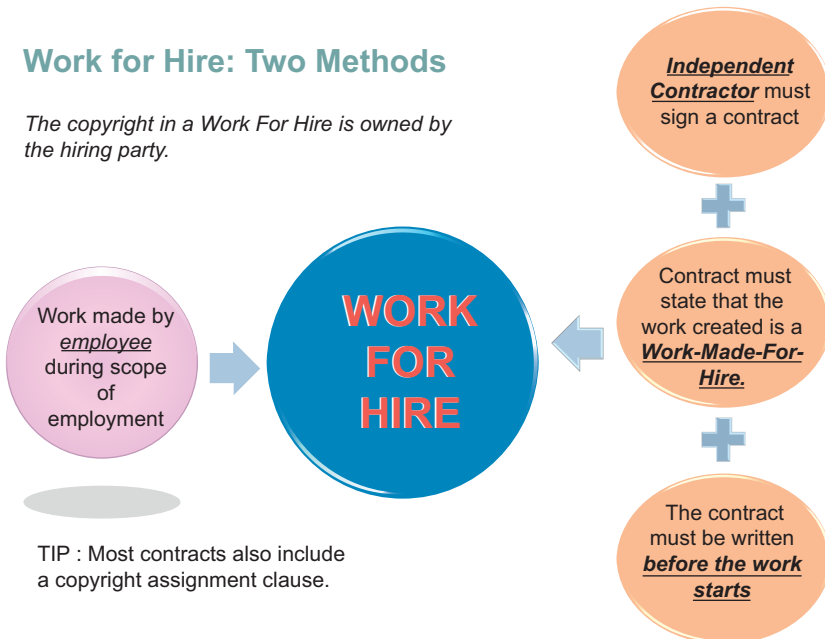 Work for Hire: Two Methods
The copyright in a Work For Hire is owned by
the hiring party.
Work made by
employee
during scope
of
employment
WORK
FOR
HIRE
Independent
Contractor must
sign a contract
Contract must
state that the
work created is a
Work-Made-For-
Hire.
The contract
must be written
before the work
starts
TIP : Most contracts also include
a copyright assignment clause.